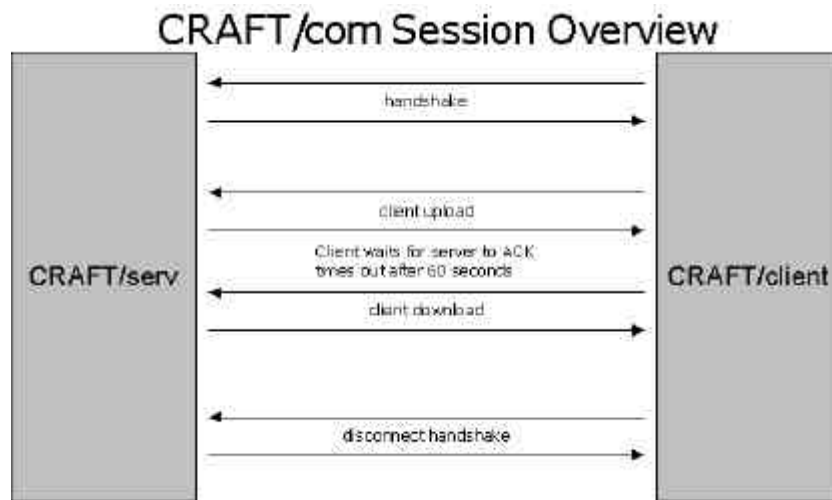 CRAFT/com Session Overview
handshake
client upload
Client waits for server to ACK
times out after 60 seconds
CRAFT/serv
CRAFT/client
client download
disconnect handshake